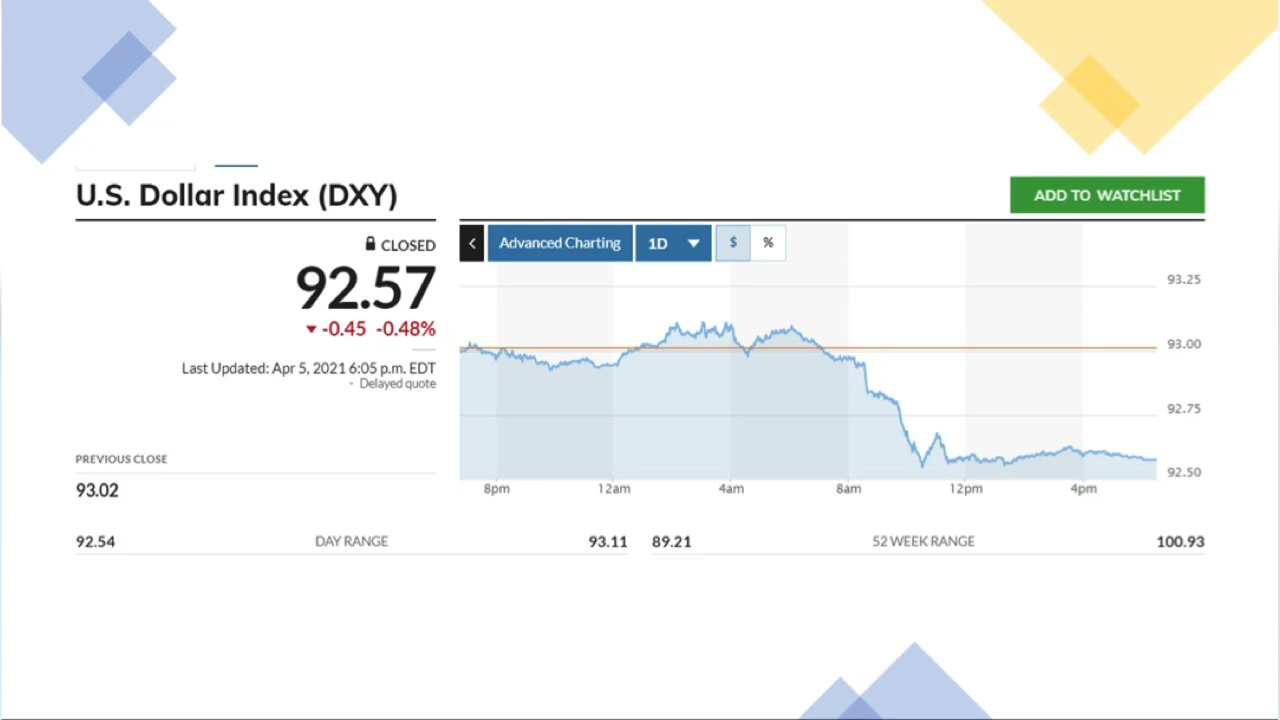 U.S. Dollar Index (DXY)
ADD TO WATCHLIST
CLOSED
92.57
-0.45 -0.48%
Last Updated: Apr 5, 2021 6:05 p.m. EDT
- Delayed quote
PREVIOUS CLOSE
93.02
Advanced Charting 1D $ %
93.25
93.00
92.75
92.50
8pm 12am 4am 8am 12pm 4pm
92.54 DAY RANGE 93.11
89.21 52 WEEK RANGE 100.93